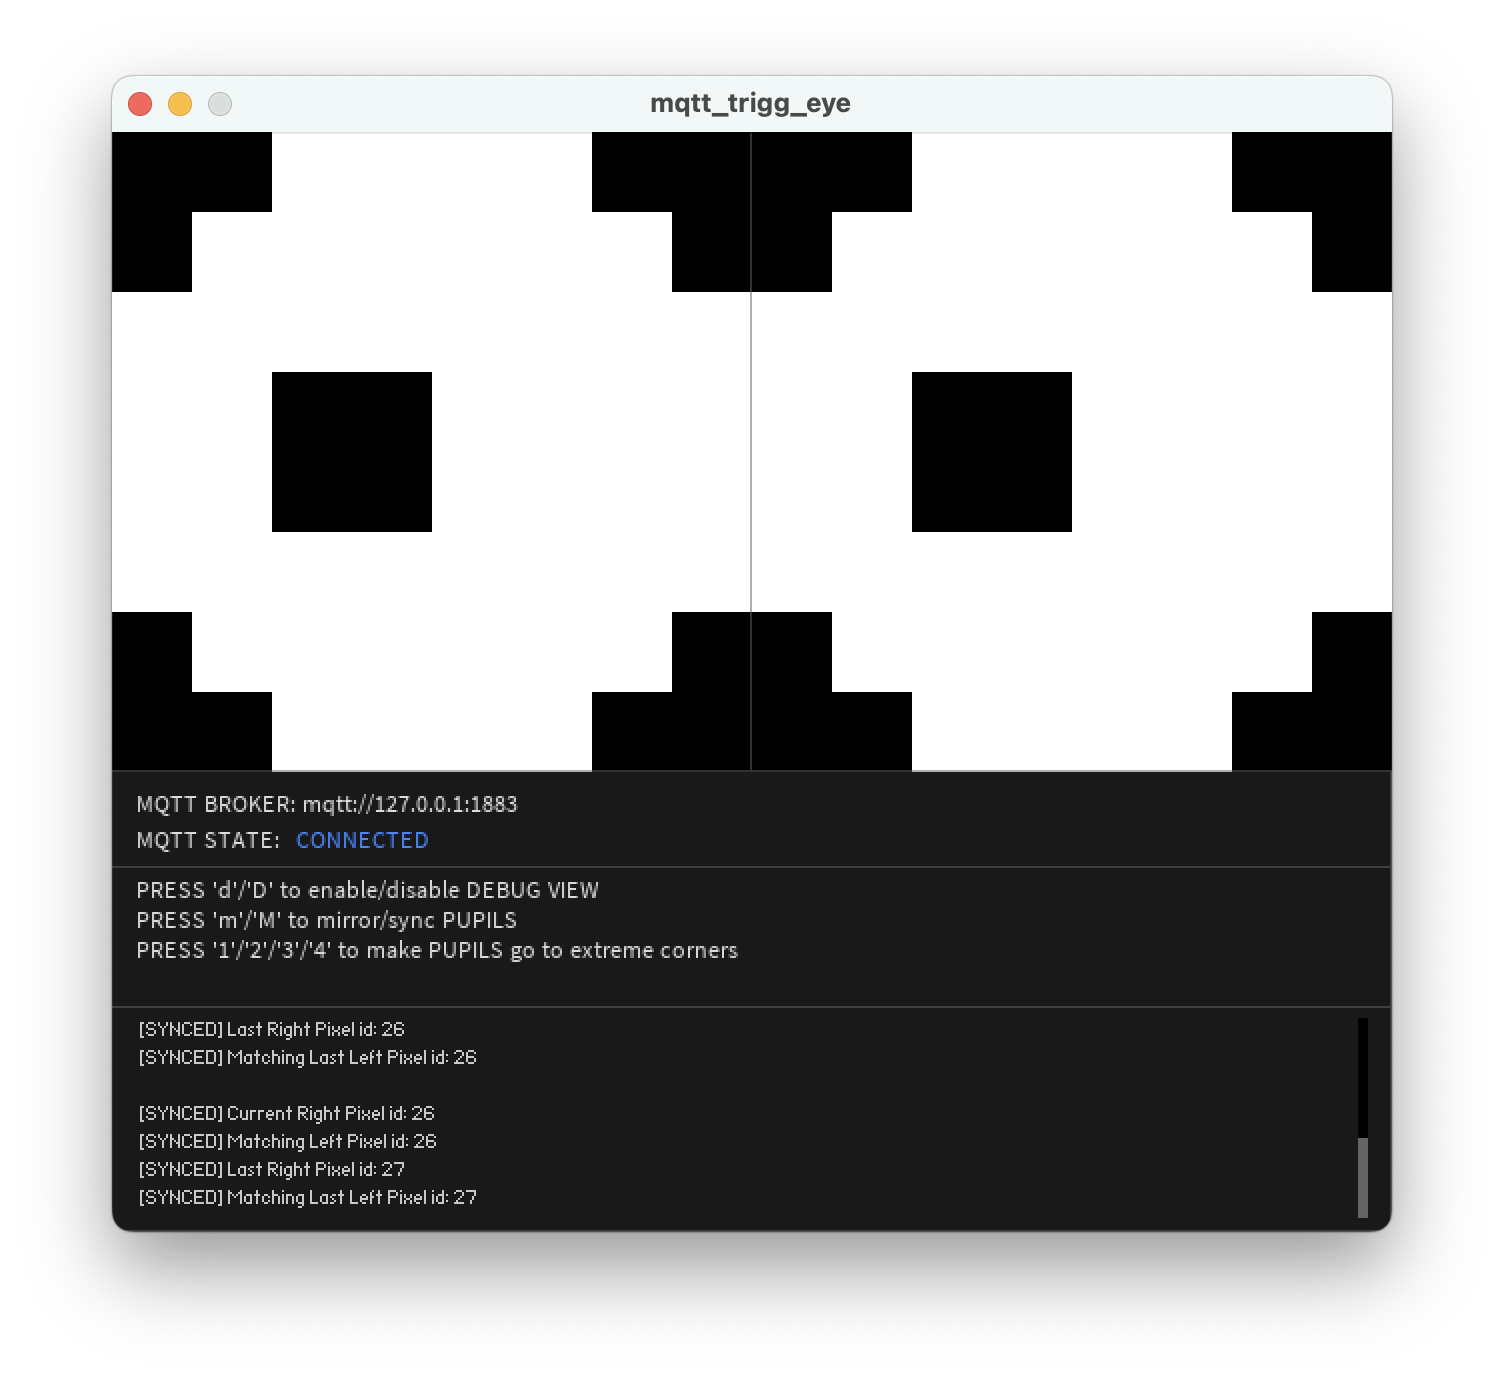 mqtt_trigg_eye
MQTT BROKER: mqtt://127.0.0.1:1883
MQTT STATE: CONNECTED
PRESS 'd'/'D' to enable/disable DEBUG VIEW
PRESS 'm'/'M' to mirror/sync PUPILS
PRESS '1'/'2'/'3'/'4' to make PUPILS go to extreme corners
[SYNCED] Last Right Pixel id: 26
[SYNCED] Matching Last Left Pixel id: 26
[SYNCED] Current Right Pixel id: 26
[SYNCED] Matching Left Pixel id: 26
[SYNCED] Last Right Pixel id: 27
[SYNCED] Matching Last Left Pixel id: 27